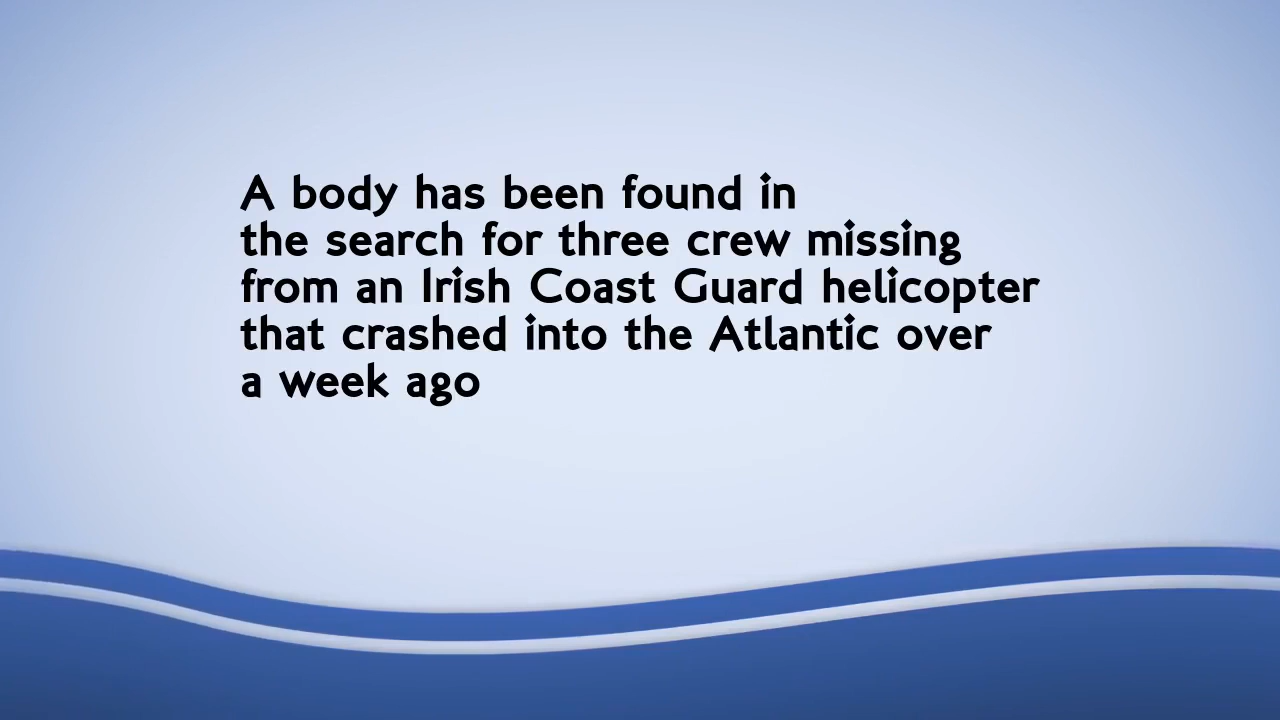 A body has been found in
the search for three crew missing
from an Irish Coast Guard helicopter
that crashed into the Atlantic over
a week ago